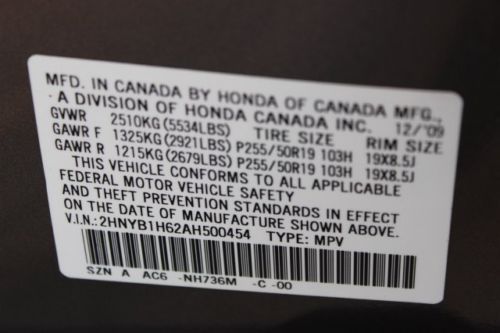 MFD. IN CANADA BY HONDA OF CANADA MFG.,
A DIVISION OF HONDA CANADA INC. 12/'09
GVWR 2510KG (5534LBS) TIRE SIZE RIM SIZE
GAWR F 1325KG (2921LBS) P255/50R19 103H 19X8.5J
GAWR R 1215KG (2679LBS) P255/50R19 103H 19X8.5J
THIS VEHICLE CONFORMS TO ALL APPLICABLE
FEDERAL MOTOR VEHICLE SAFETY
AND THEFT PREVENTION STANDARDS IN EFFECT
ON THE DATE OF MANUFACTURE SHOWN ABOVE.
V.I.N.: 2HNYB1H62AH500454 TYPE: MPV
SZN A AC6 -NH736M -C -00